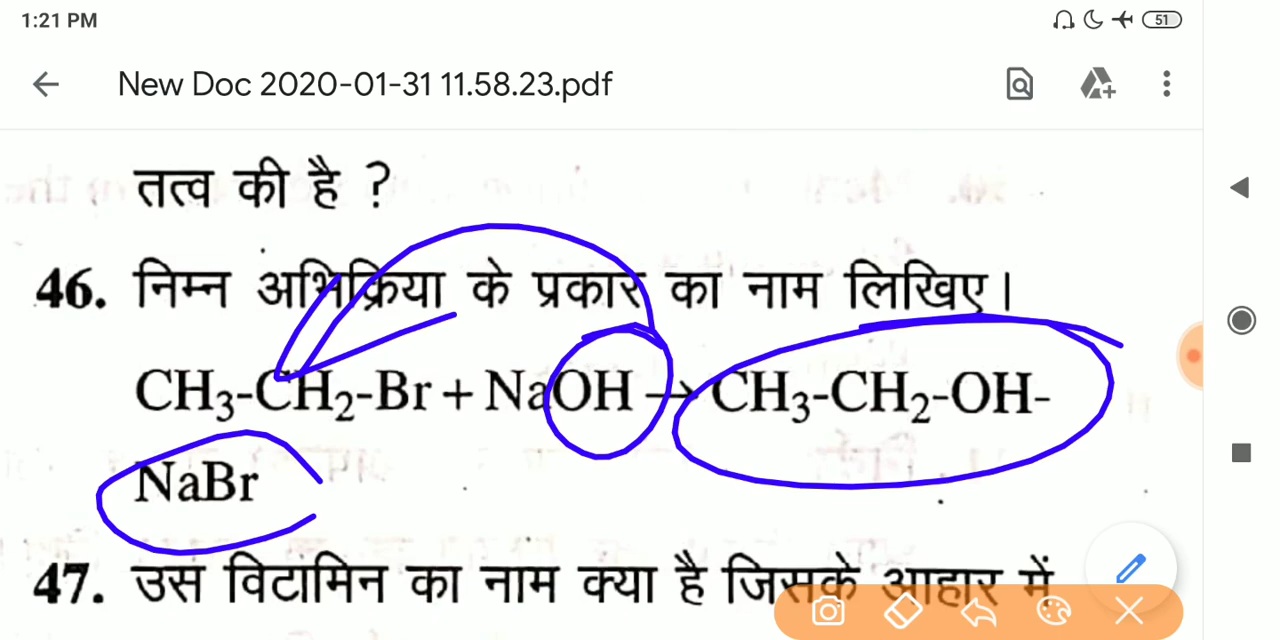 1:21 PM
51
New Doc 2020-01-31 11.58.23.pdf
तत्व की है ?
46. निम्न अभिक्रिया के प्रकार का नाम लिखिए।
CH₃-CH₂-Br + NaOH → CH₃-CH₂-OH-
NaBr
47. उस विटामिन का नाम क्या है जिसके आहार में